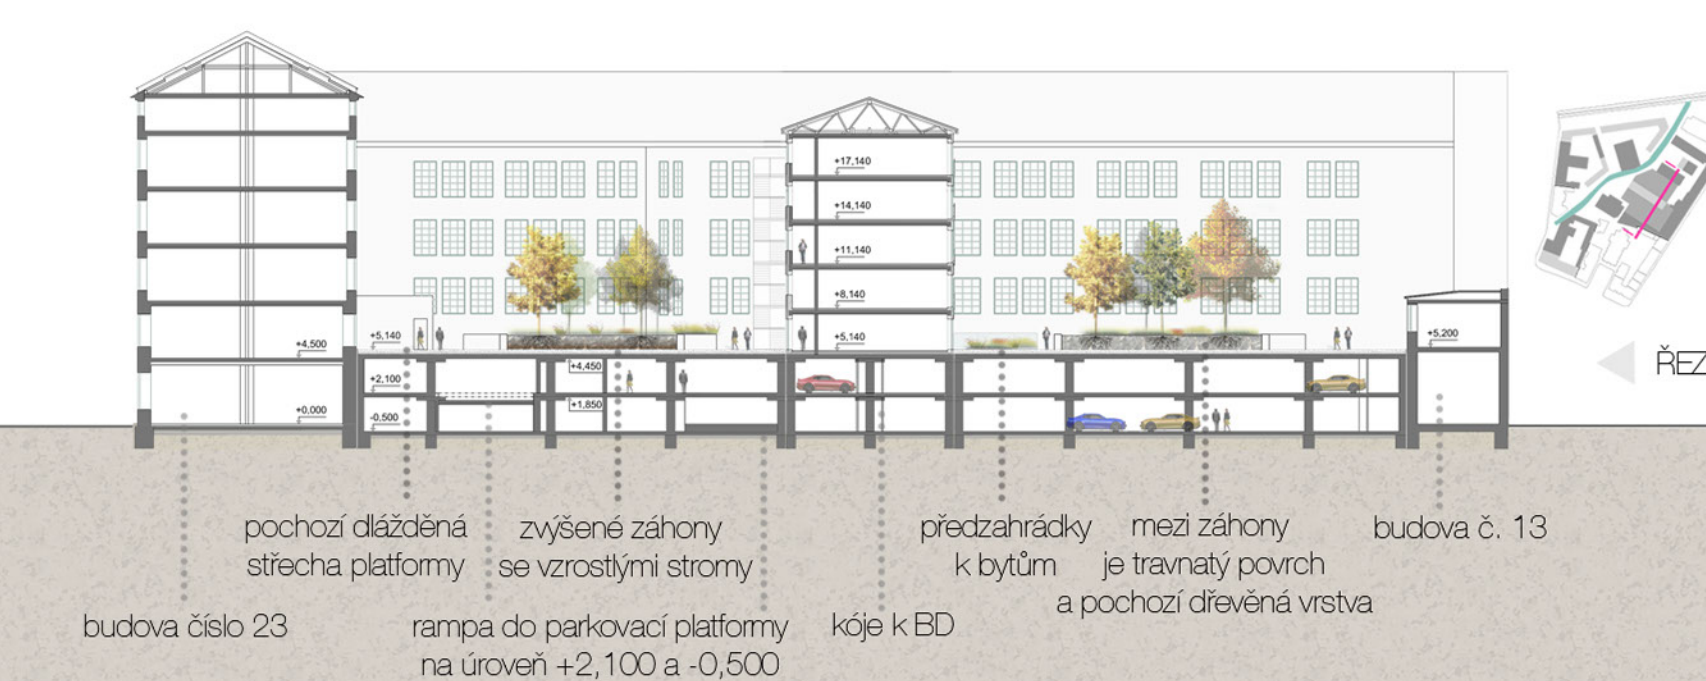 +17,140
+14,140
+11,140
+8,140
+5,140
+5,140
+4,500
+2,100
+0,000
-0,500
+4,450
+1,850
+5,200
ŘEZ
pochozí dlážděná
střecha platformy
zvýšené záhony
se vzrostlými stromy
předzahrádky
k bytům
mezi záhony
je travnatý povrch
a pochozí dřevěná vrstva
budova č. 13
budova číslo 23
rampa do parkovací platformy
na úroveň +2,100 a -0,500
kóje k BD